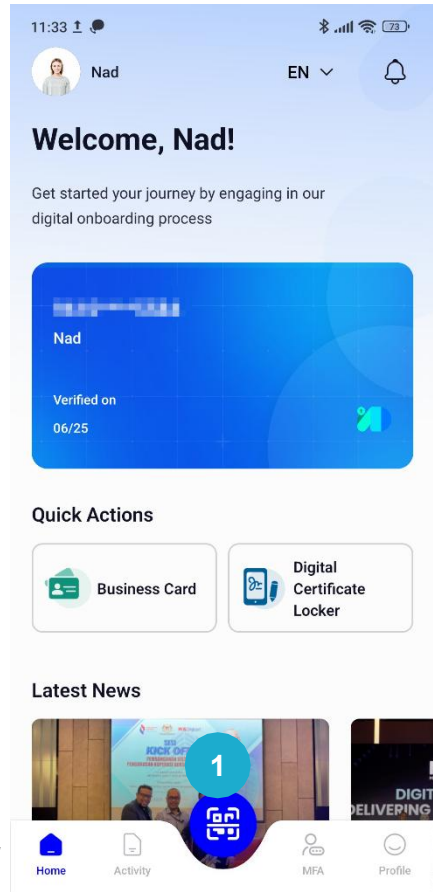 11:33
73
Nad
EN
Welcome, Nad!
Get started your journey by engaging in our
digital onboarding process
Nad
Verified on
06/25
Quick Actions
Business Card
Digital
Certificate
Locker
Latest News
SESI
KICK OFF
DIGIT
DELIVERING
1
Home
Activity
MFA
Profile